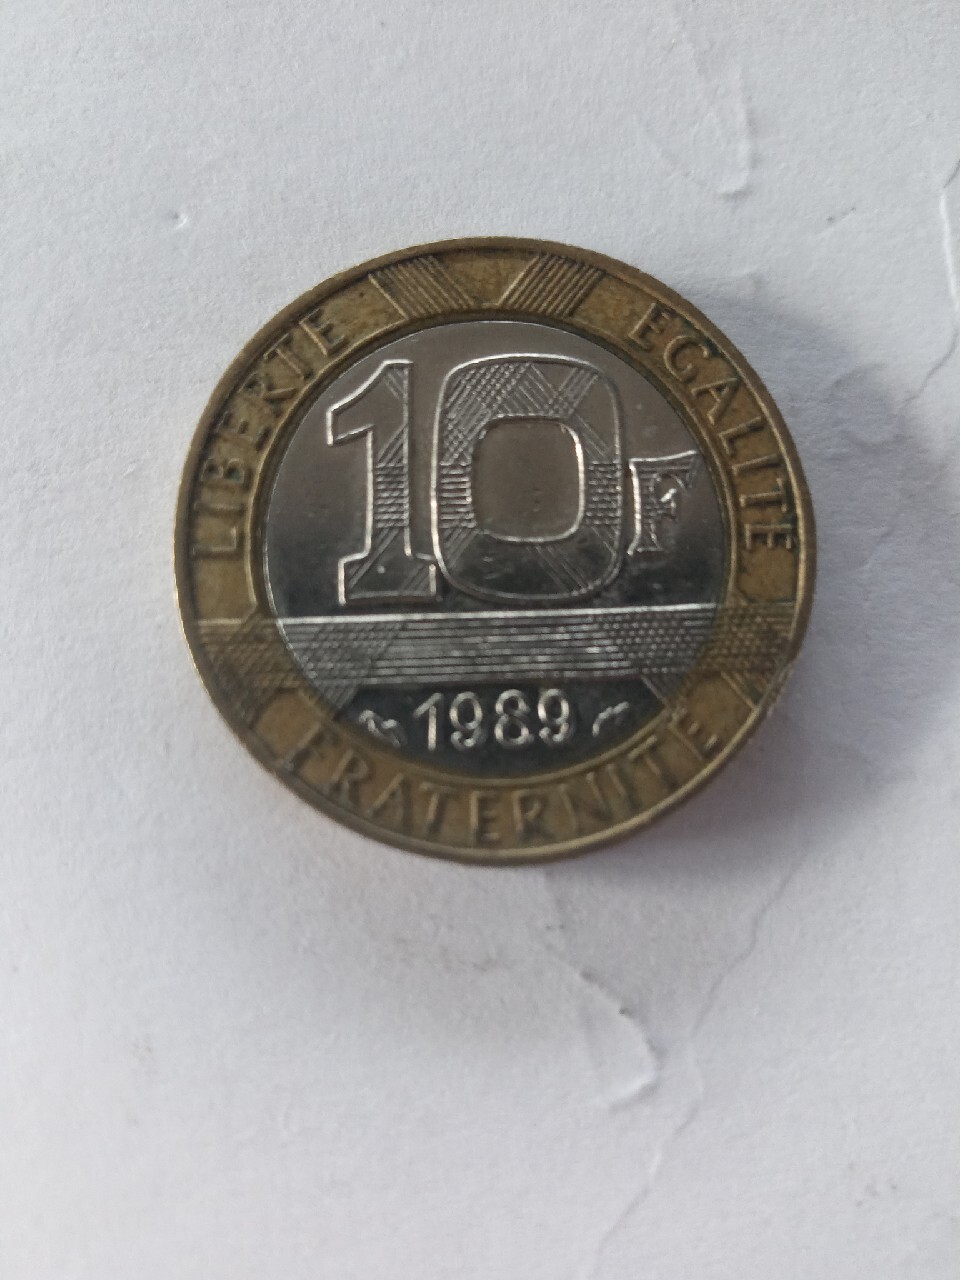 LIBERTE
EGALITE
10F
1989
FRATERNITE